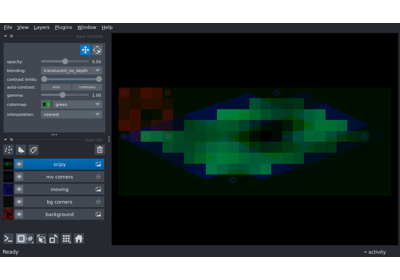 File View Layers Plugins Window Help
opacity: 0.50
blending: translucent_no_depth
contrast limits:
auto-contrast: once continuous
gamma: 1.00
colormap: green
interpolation: nearest
scipy
mv corners
moving
bg corners
background
Ready activity